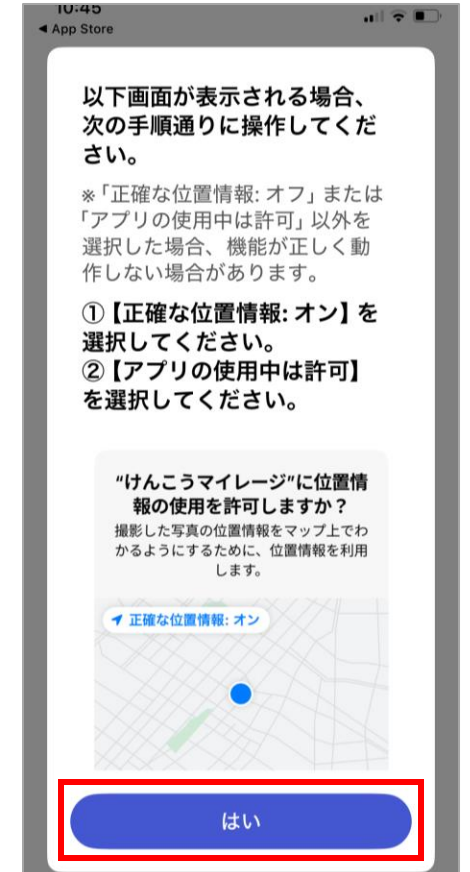 10:45
◀ App Store
以下画面が表示される場合、
次の手順通りに操作してくだ
さい。
※「正確な位置情報: オフ」または
「アプリの使用中は許可」以外を
選択した場合、機能が正しく動
作しない場合があります。
①【正確な位置情報: オン】を
選択してください。
②【アプリの使用中は許可】
を選択してください。
“けんこうマイレージ”に位置情
報の使用を許可しますか？
撮影した写真の位置情報をマップ上でわ
かるようにするために、位置情報を利用
します。
正確な位置情報: オン
はい